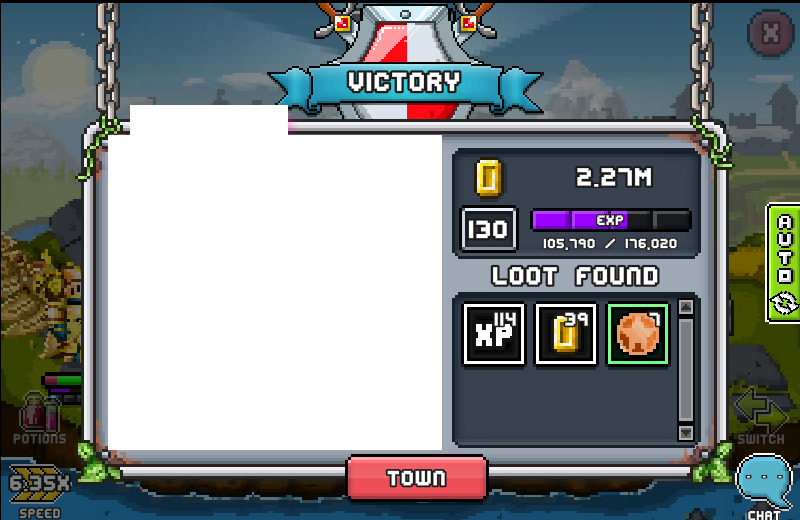 VICTORY
2.27M
130
EXP
105,790 / 176,020
LOOT FOUND
XP
114
39
7
TOWN
AUTO
POTIONS
6.35X
SPEED
SWITCH
CHAT